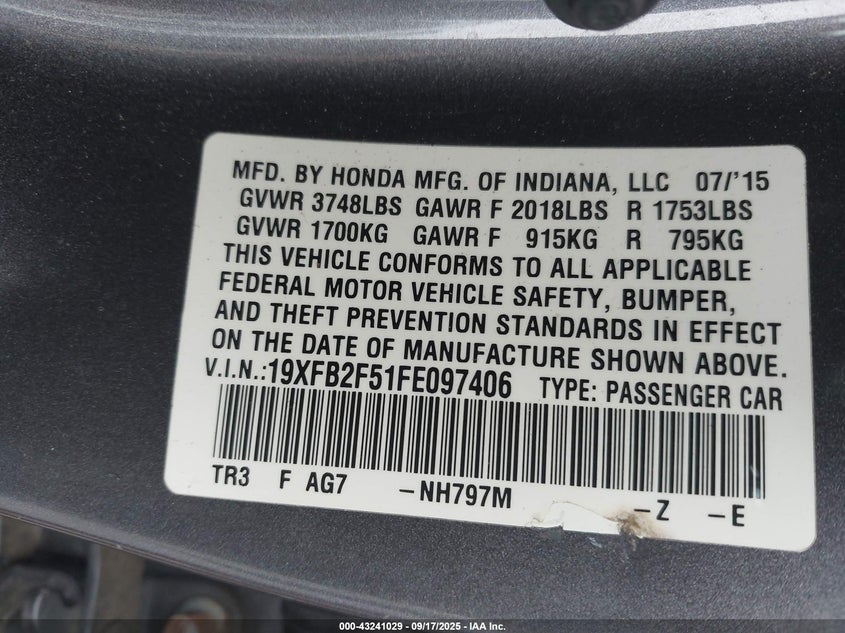 MFD. BY HONDA MFG. OF INDIANA, LLC 07/'15
GVWR 3748LBS GAWR F 2018LBS R 1753LBS
GVWR 1700KG GAWR F 915KG R 795KG
THIS VEHICLE CONFORMS TO ALL APPLICABLE
FEDERAL MOTOR VEHICLE SAFETY, BUMPER,
AND THEFT PREVENTION STANDARDS IN EFFECT
ON THE DATE OF MANUFACTURE SHOWN ABOVE.
V.I.N.:19XFB2F51FE097406 TYPE: PASSENGER CAR
TR3 F AG7 -NH797M -Z -E
000-43241029 - 09/17/2025 - IAA Inc.